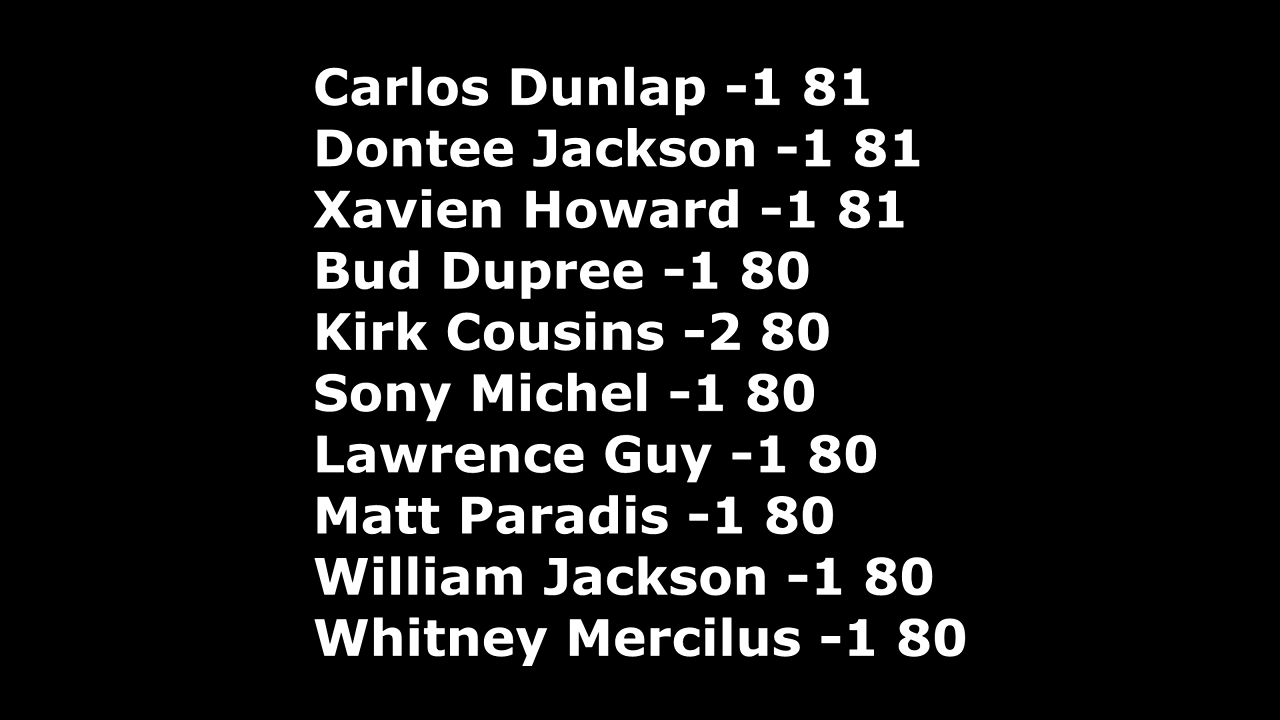 Carlos Dunlap -1 81
Dontee Jackson -1 81
Xavien Howard -1 81
Bud Dupree -1 80
Kirk Cousins -2 80
Sony Michel -1 80
Lawrence Guy -1 80
Matt Paradis -1 80
William Jackson -1 80
Whitney Mercilus -1 80